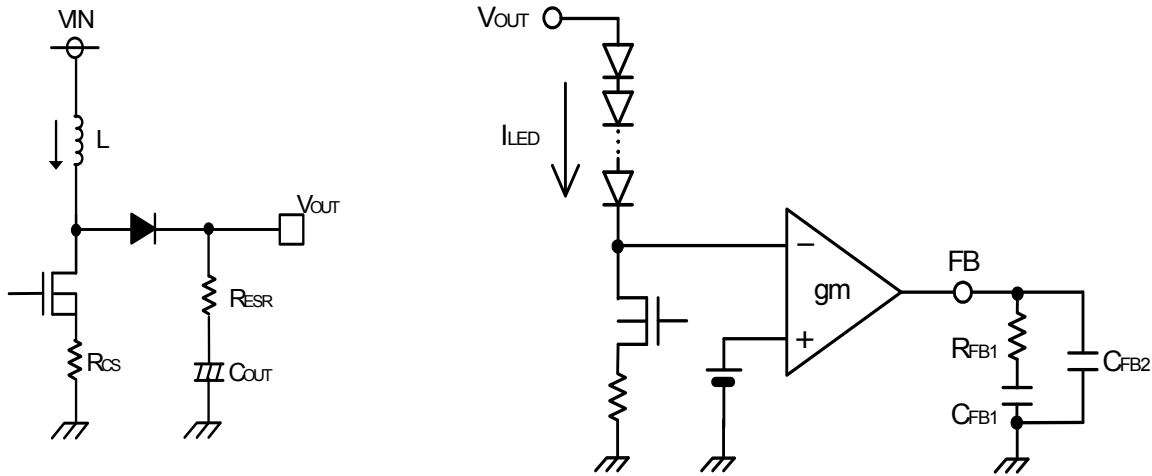 VIN
L
VOUT
RESR
RCS
COUT
VOUT
ILED
−
+
gm
FB
RFB1
CFB1
CFB2